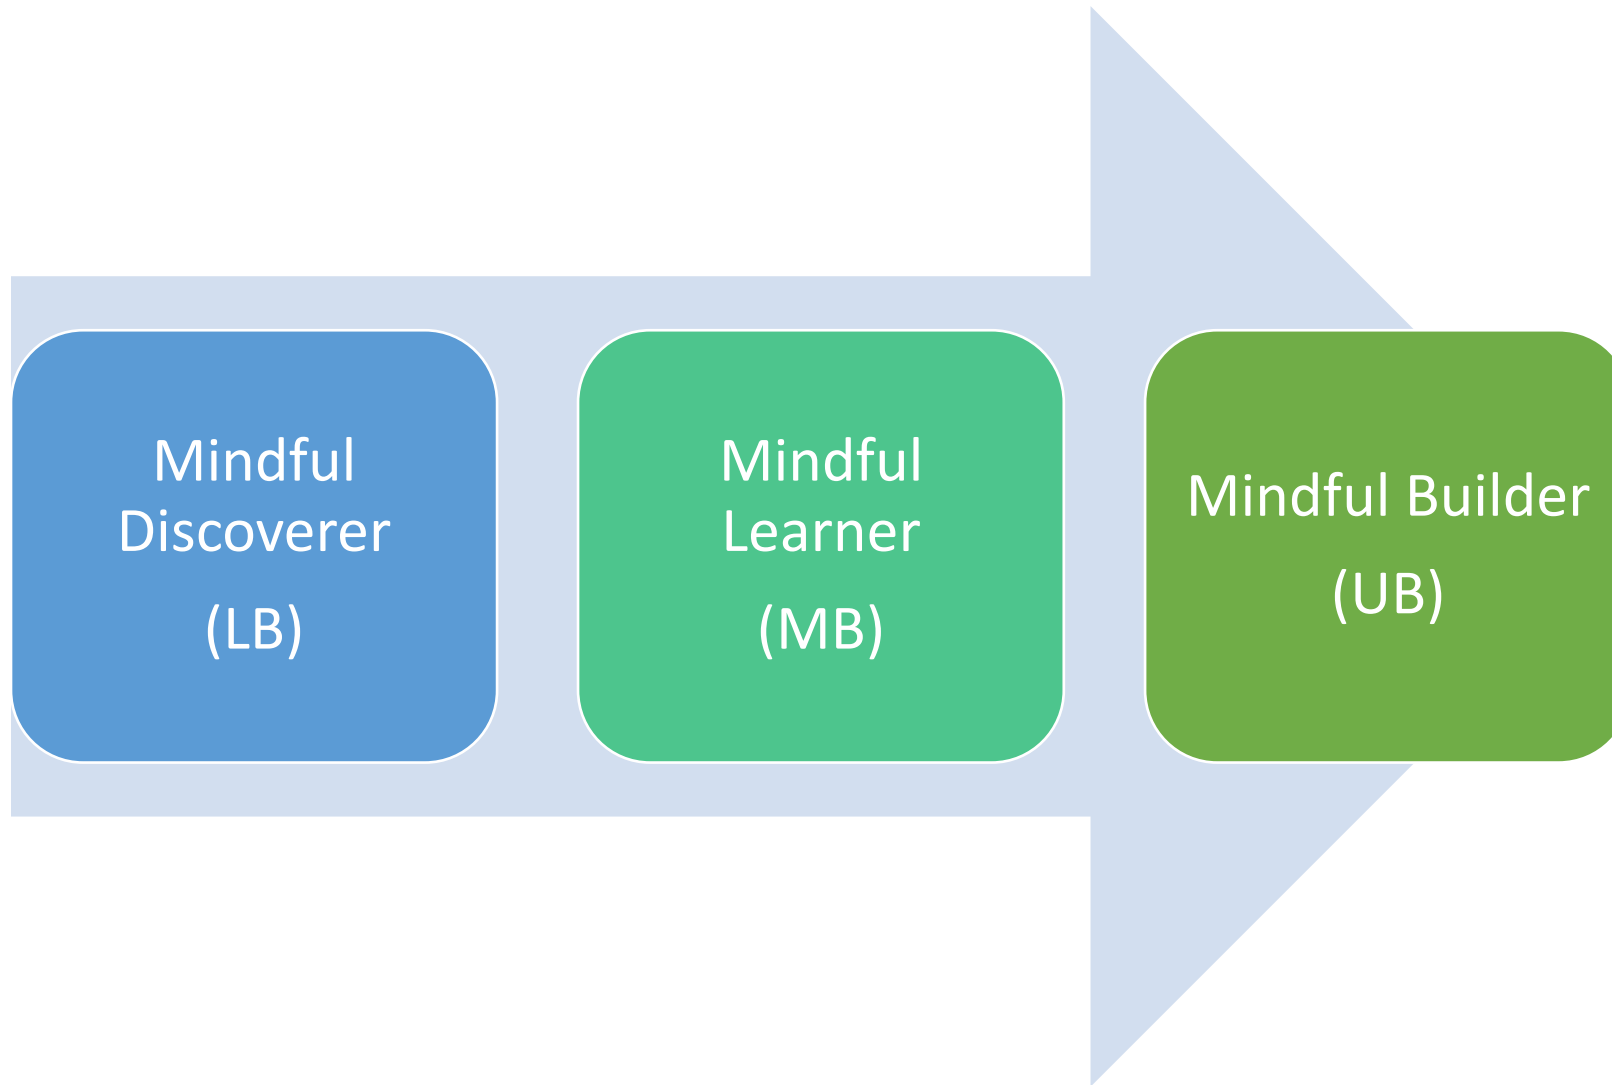 Mindful
Discoverer
(LB)
Mindful
Learner
(MB)
Mindful Builder
(UB)